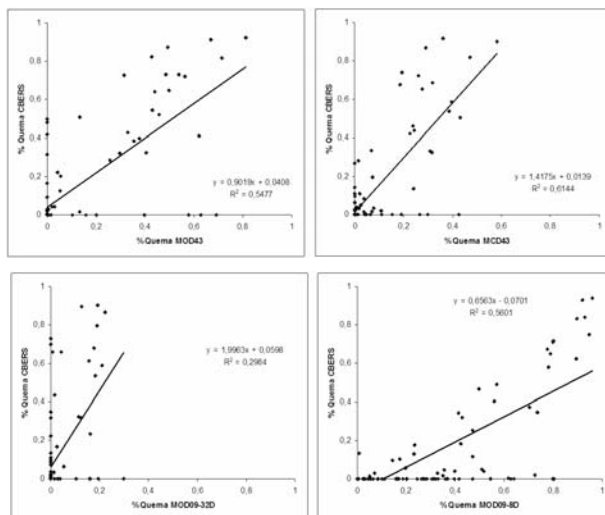 % Quema CBERS
1
0,8
0,6
0,4
0,2
0
y = 0,9019x + 0,0408
R² = 0,5477
0 0,2 0,4 0,6 0,8 1
%Quema MOD43
% Quema CBERS
1
0,8
0,6
0,4
0,2
0
y = 1,4175x + 0,0139
R² = 0,6144
0 0,2 0,4 0,6 0,8 1
%Quema MCD43
% Quema CBERS
1
0,8
0,6
0,4
0,2
0
y = 1,9963x + 0,0598
R² = 0,2984
0 0,2 0,4 0,6 0,8 1
%Quema MOD09-32D
% Quema CBERS
1
0,8
0,6
0,4
0,2
0
y = 0,6563x - 0,0701
R² = 0,5601
0 0,2 0,4 0,6 0,8 1
%Quema MOD09-8D